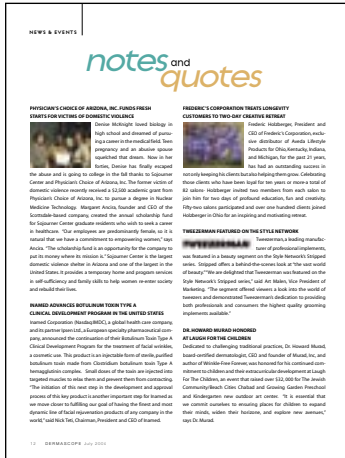 NEWS & EVENTS
notes and
quotes
PHYSICIAN'S CHOICE OF ARIZONA, INC. FUNDS FRESH
STARTS FOR VICTIMS OF DOMESTIC VIOLENCE
Denise McKnight loved biology in
high school and dreamed of pursu-
ing a career in the medical field. Teen
pregnancy and an abusive spouse
squelched that dream. Now in her
forties, Denise has finally escaped
the abuse and is going to college in the fall thanks to Sojourner
Center and Physician's Choice of Arizona, Inc. The former victim of
domestic violence recently received a $2,500 academic grant from
Physician's Choice of Arizona, Inc. to pursue a degree in Nuclear
Medicine Technology. Margaret Ancira, founder and CEO of the
Scottsdale-based company, created the annual scholarship fund
for Sojourner Center graduate residents who wish to seek a career
in healthcare. "Our employees are predominantly female, so it is
natural that we have a commitment to empowering women," says
Ancira. "The scholarship fund is an opportunity for the company to
put its money where its mission is." Sojourner Center is the largest
domestic violence shelter in Arizona and one of the largest in the
United States. It provides a temporary home and program services
in self-sufficiency and family skills to help women re-enter society
and rebuild their lives.
INAMED ADVANCES BOTULINUM TOXIN TYPE A
CLINICAL DEVELOPMENT PROGRAM IN THE UNITED STATES
Inamed Corporation (Nasdaq:IMDC), a global health care company,
and its partner Ipsen Ltd., a European specialty pharmaceutical com-
pany, announced the continuation of their Botulinum Toxin Type A
Clinical Development Program for the treatment of facial wrinkles,
a cosmetic use. This product is an injectable form of sterile, purified
botulinum toxin made from Clostridium botulinum toxin Type A
hemagglutinin complex. Small doses of the toxin are injected into
targeted muscles to relax them and prevent them from contracting.
"The initiation of this next step in the development and approval
process of this key product is another important step for Inamed as
we move closer to fulfilling our goal of having the finest and most
dynamic line of facial rejuvenation products of any company in the
world," said Nick Teti, Chairman, President and CEO of Inamed.
FREDERIC'S CORPORATION TREATS LONGEVITY
CUSTOMERS TO TWO-DAY CREATIVE RETREAT
Frederic Holzberger, President and
CEO of Frederic's Corporation, exclu-
sive distributor of Aveda Lifestyle
Products for Ohio, Kentucky, Indiana,
and Michigan, for the past 21 years,
has had an outstanding success in
not only keeping his clients but also helping them grow. Celebrating
those clients who have been loyal for ten years or more-a total of
82 salons- Holzberger invited two members from each salon to
join him for two days of profound education, fun and creativity.
Fifty-two salons participated and over one hundred clients joined
Holzberger in Ohio for an inspiring and motivating retreat.
TWEEZERMAN FEATURED ON THE STYLE NETWORK
Tweezerman, a leading manufac-
turer of professional implements,
was featured in a beauty segment on the Style Network's Stripped
series. Stripped offers a behind-the-scenes look at "the vast world
of beauty." "We are delighted that Tweezerman was featured on the
Style Network's Stripped series," said Art Malen, Vice President of
Marketing. "The segment offered viewers a look into the world of
tweezers and demonstrated Tweezerman's dedication to providing
both professionals and consumers the highest quality grooming
implements available."
DR. HOWARD MURAD HONORED
AT LAUGH FOR THE CHILDREN
Dedicated to challenging traditional practices, Dr. Howard Murad,
board-certified dermatologist, CEO and founder of Murad, Inc, and
author of Wrinkle-Free Forever, was honored for his continued com-
mitment to children and their extracurricular development at Laugh
For The Children, an event that raised over $32,000 for The Jewish
Community/Beach Cities Chabad and Growing Garden Preschool
and Kindergarten new outdoor art center. "It is essential that
we commit ourselves to ensuring places for children to expand
their minds, widen their horizons, and explore new avenues,"
says Dr. Murad.
12 DERMASCOPE July 2004